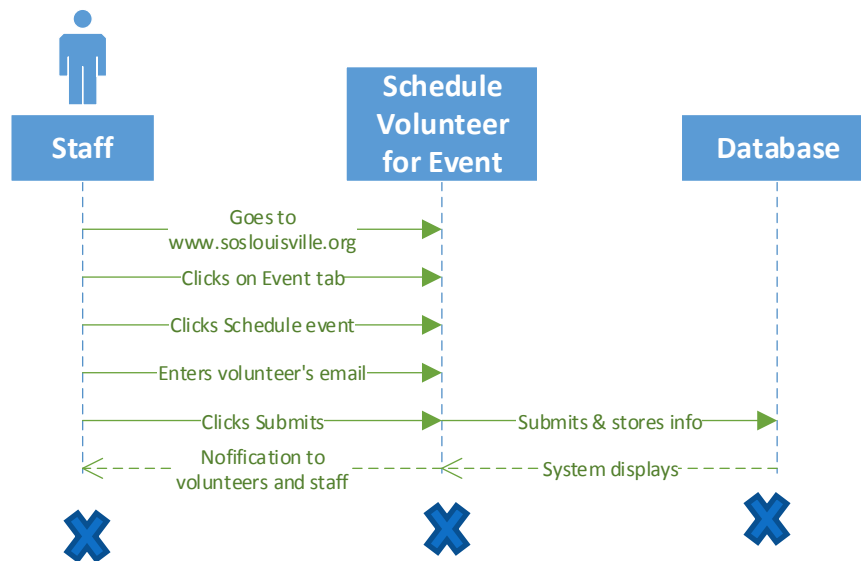 Staff
Schedule
Volunteer
for Event
Database
Goes to
www.soslouisville.org
Clicks on Event tab
Clicks Schedule event
Enters volunteer's email
Clicks Submits
Submits & stores info
Nofification to
volunteers and staff
System displays